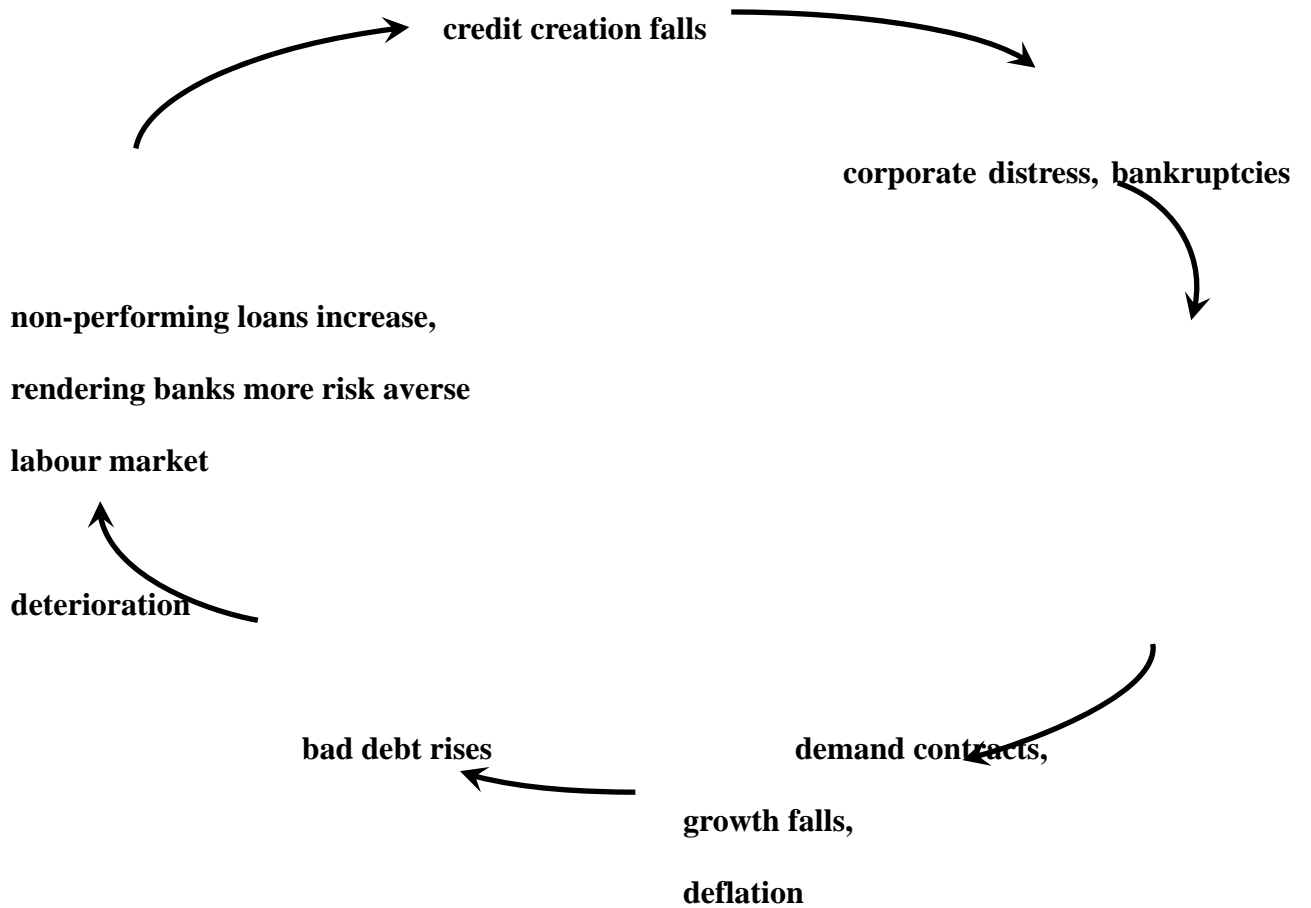 credit creation falls
corporate distress, bankruptcies
non-performing loans increase,
rendering banks more risk averse
labour market
deterioration
bad debt rises demand contracts,
growth falls,
deflation